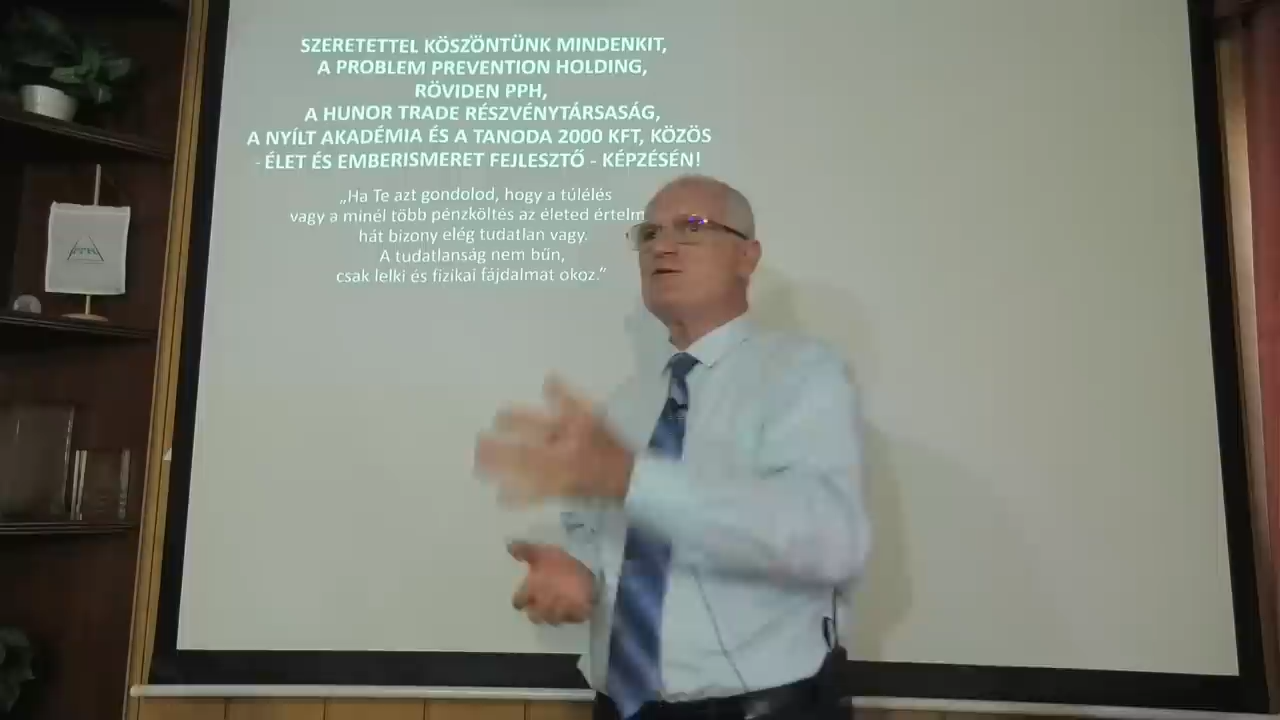 SZERETETTEL KÖSZÖNTÜNK MINDENKIT,
A PROBLEM PREVENTION HOLDING,
RÖVIDEN PPH,
A HUNOR TRADE RÉSZVÉNYTÁRSASÁG,
A NYÍLT AKADÉMIA ÉS A TANODA 2000 KFT, KÖZÖS
- ÉLET ÉS EMBERISMERET FEJLESZTŐ - KÉPZÉSÉN!
„Ha Te azt gondolod, hogy a túlélés
vagy a minél több pénzköltés az életed
hát bizony elég tudatlan vagy.
A tudatlanság nem bűn,
csak lelki és fizikai fájdalmat okoz.”